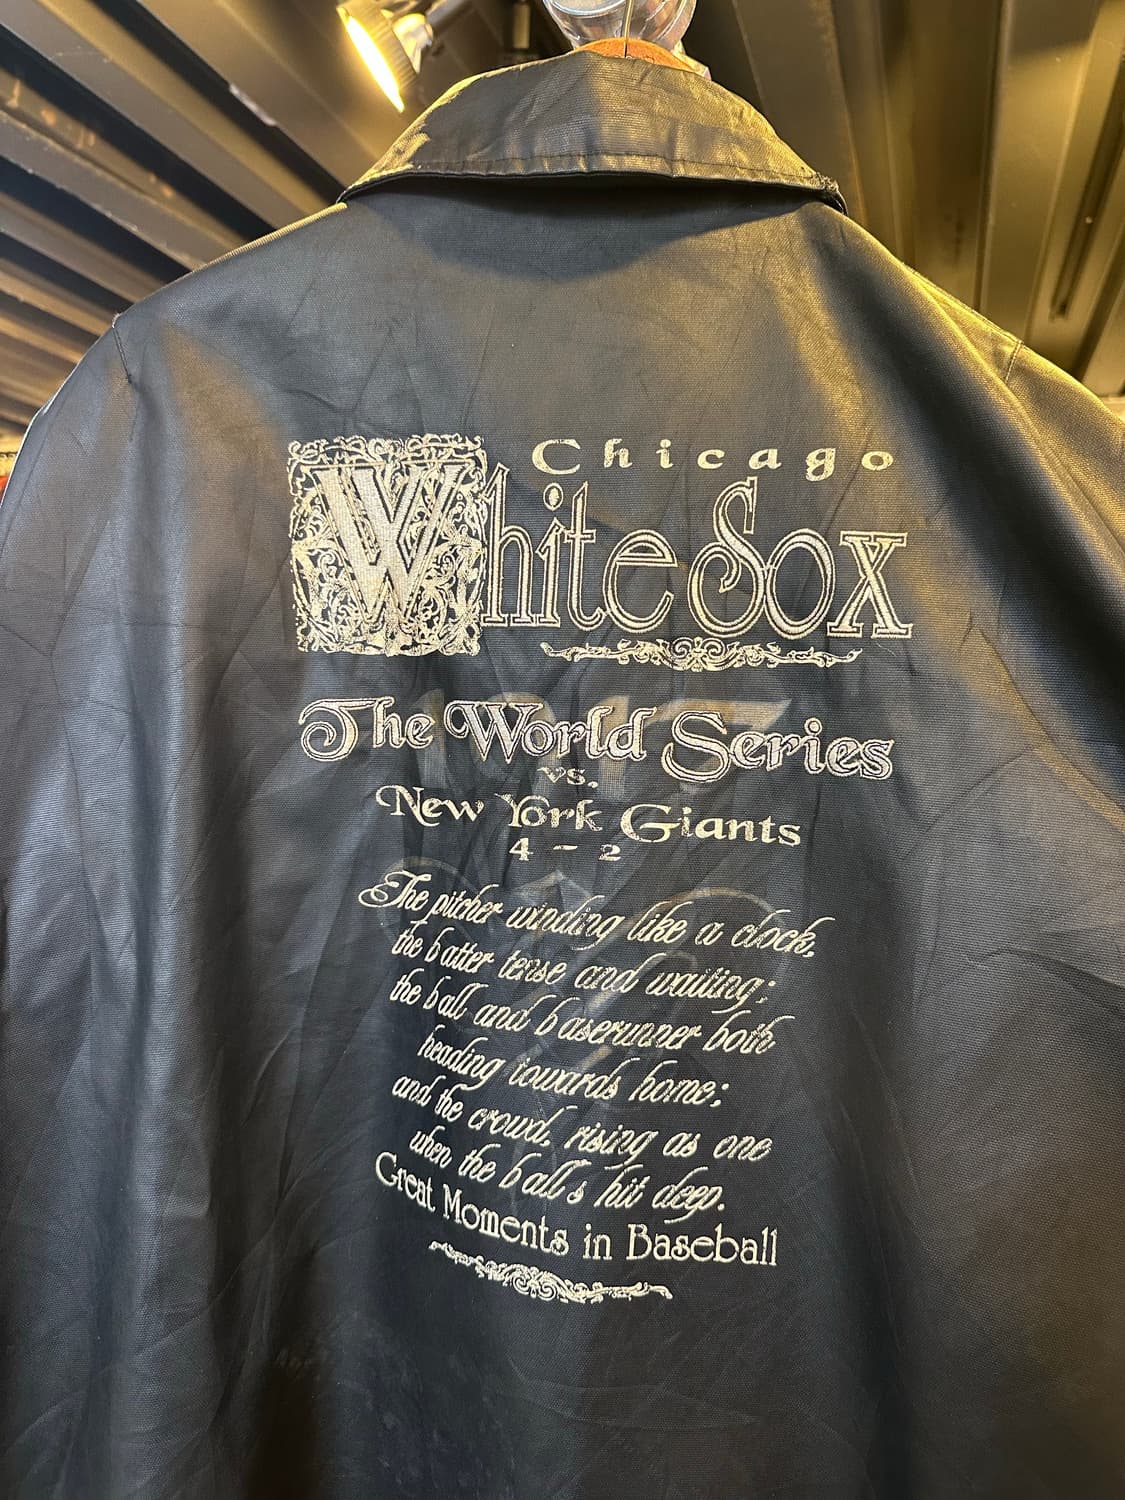 Chicago
White Sox
1917
The World Series
vs.
New York Giants
4 - 2
The pitcher winding like a clock,
the batter tense and waiting;
the ball and baserunner both
heading towards home;
and the crowd, rising as one
when the ball's hit deep.
Great Moments in Baseball